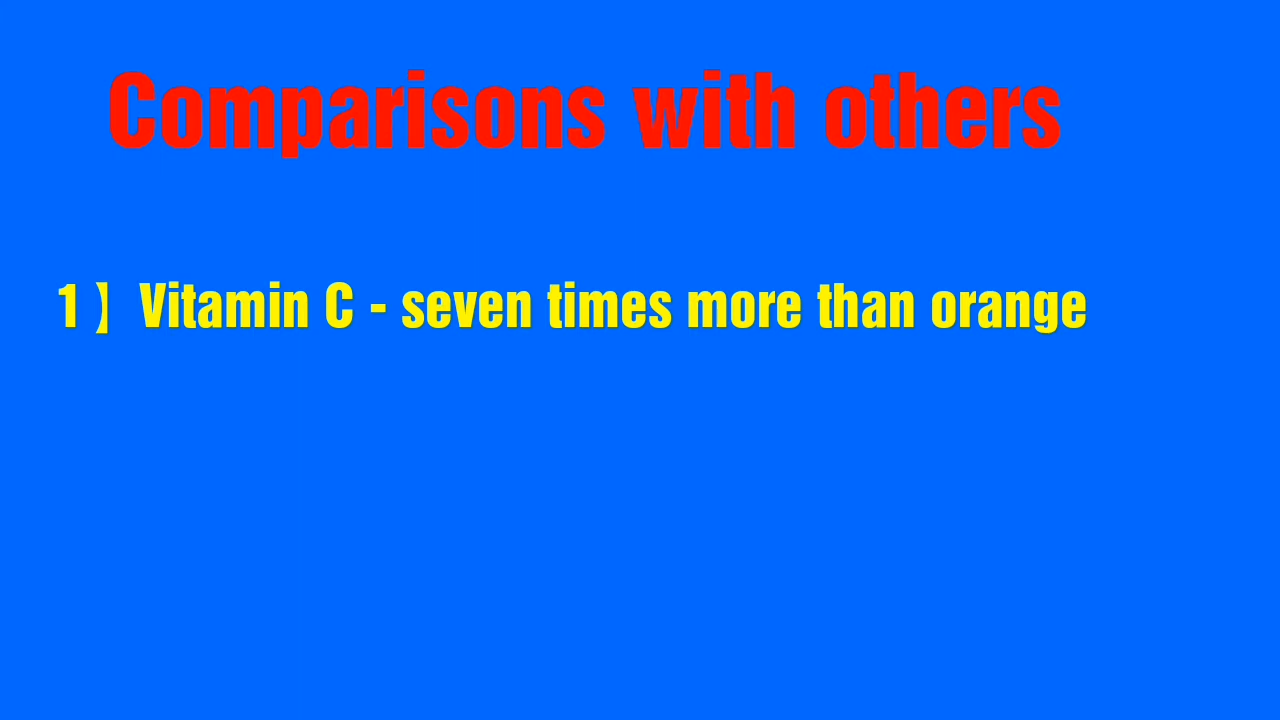 Comparisons with others
1】 Vitamin C - seven times more than orange